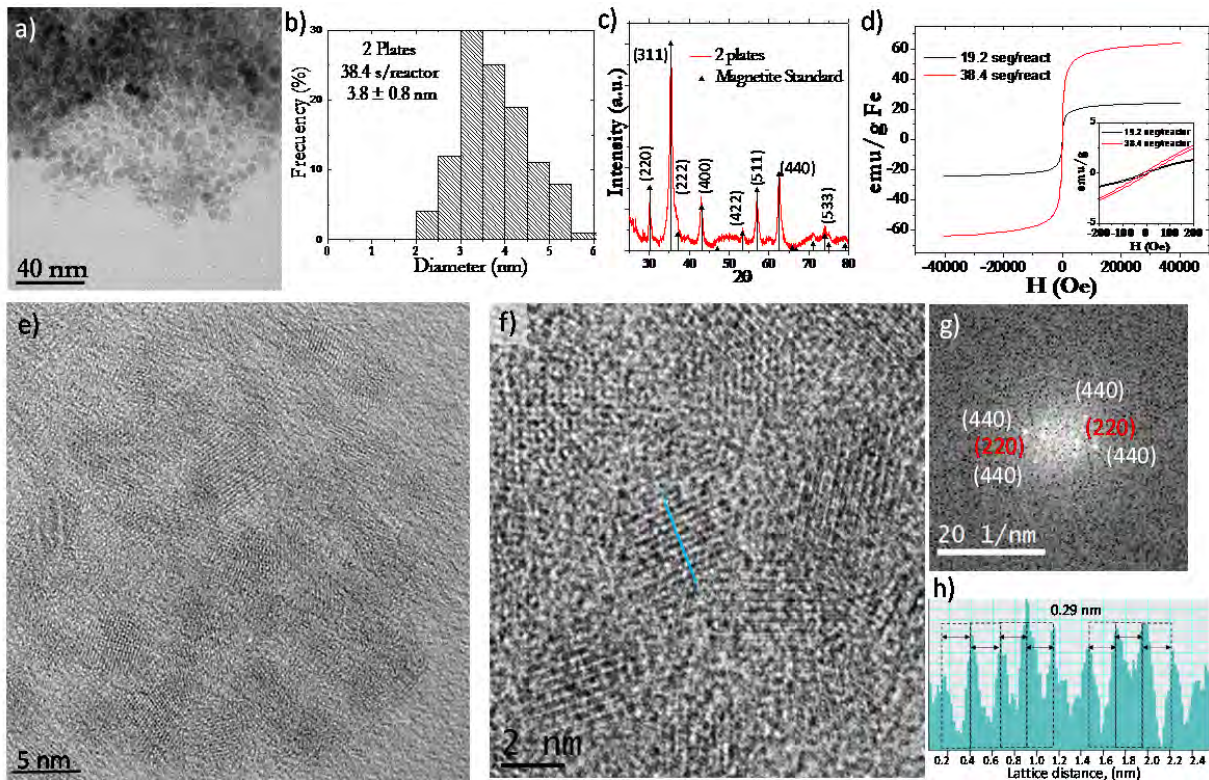 a)
40 nm
b)
2 Plates
38.4 s/reactor
3.8 ± 0.8 nm
Frecuency (%)
30
20
10
0
0 1 2 3 4 5 6
Diameter (nm)
c)
2 plates
Magnetite Standard
(311)
(220)
(222)
(400)
(422)
(511)
(440)
(533)
Intensity (a.u.)
30 40 50 60 70 80
2θ
d)
19.2 seg/react
38.4 seg/react
emu/g Fe
60
40
20
0
-20
-40
-60
-40000 -20000 0 20000 40000
H (Oe)
19.2 seg/reactor
38.4 seg/reactor
emu/g
5
0
-5
-200 -100 0 100 200
H (Oe)
e)
5 nm
f)
2 nm
g)
(440)
(440)
(220)
(220)
(440)
(440)
20 1/nm
h)
0.29 nm
0.2 0.4 0.6 0.8 1.0 1.2 1.4 1.6 1.8 2.0 2.2 2.4
Lattice distance, (nm)